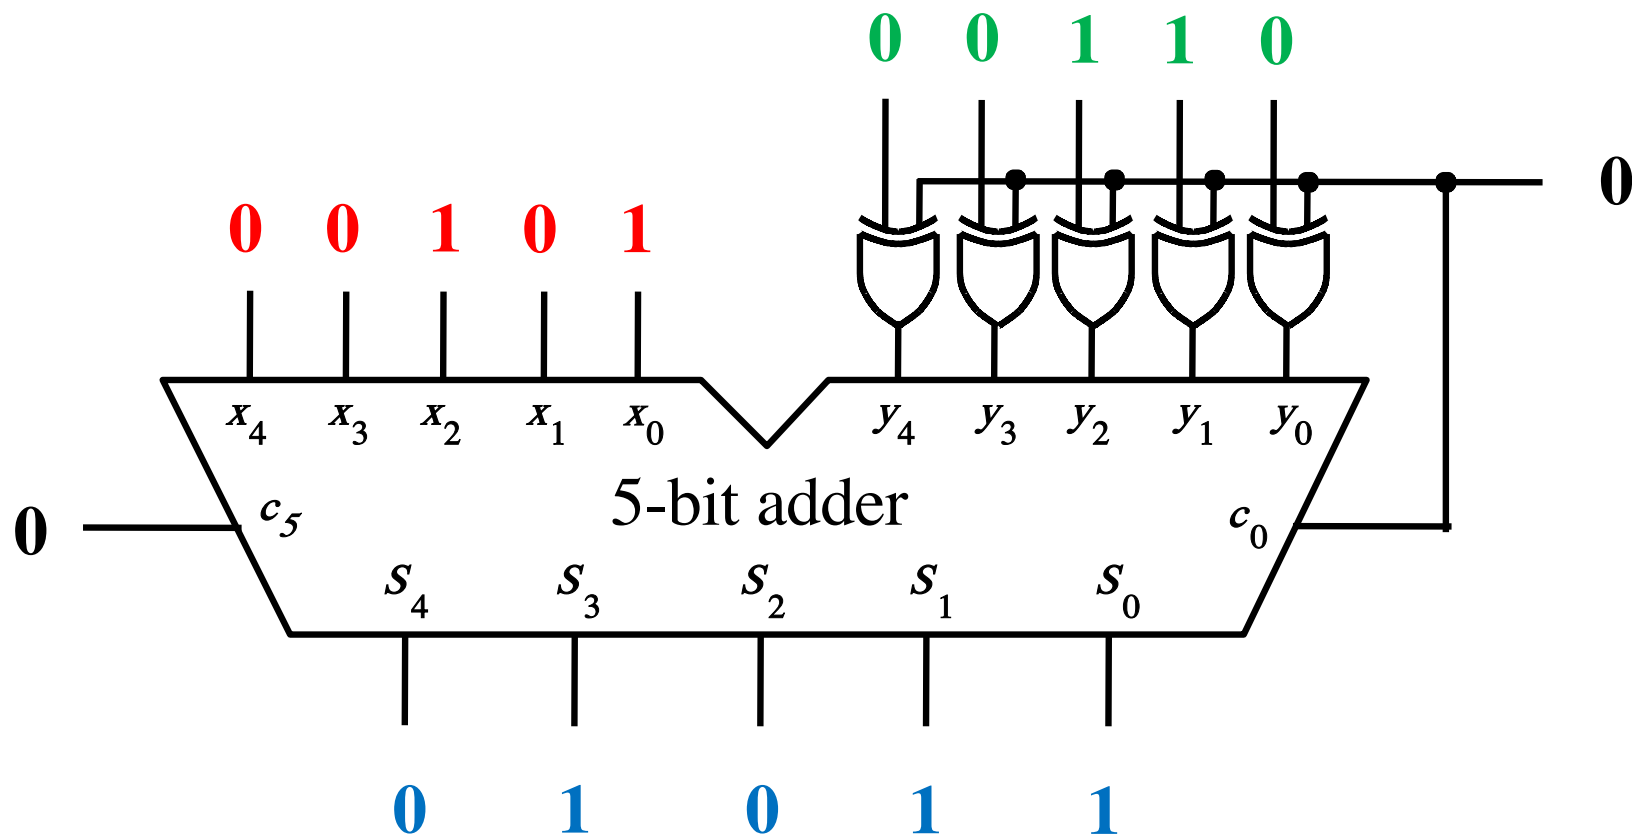 0 0 1 1 0
0
0 0 1 0 1
x4 x3 x2 x1 x0 y4 y3 y2 y1 y0
0 c5 5-bit adder c0
S4 S3 S2 S1 S0
0 1 0 1 1